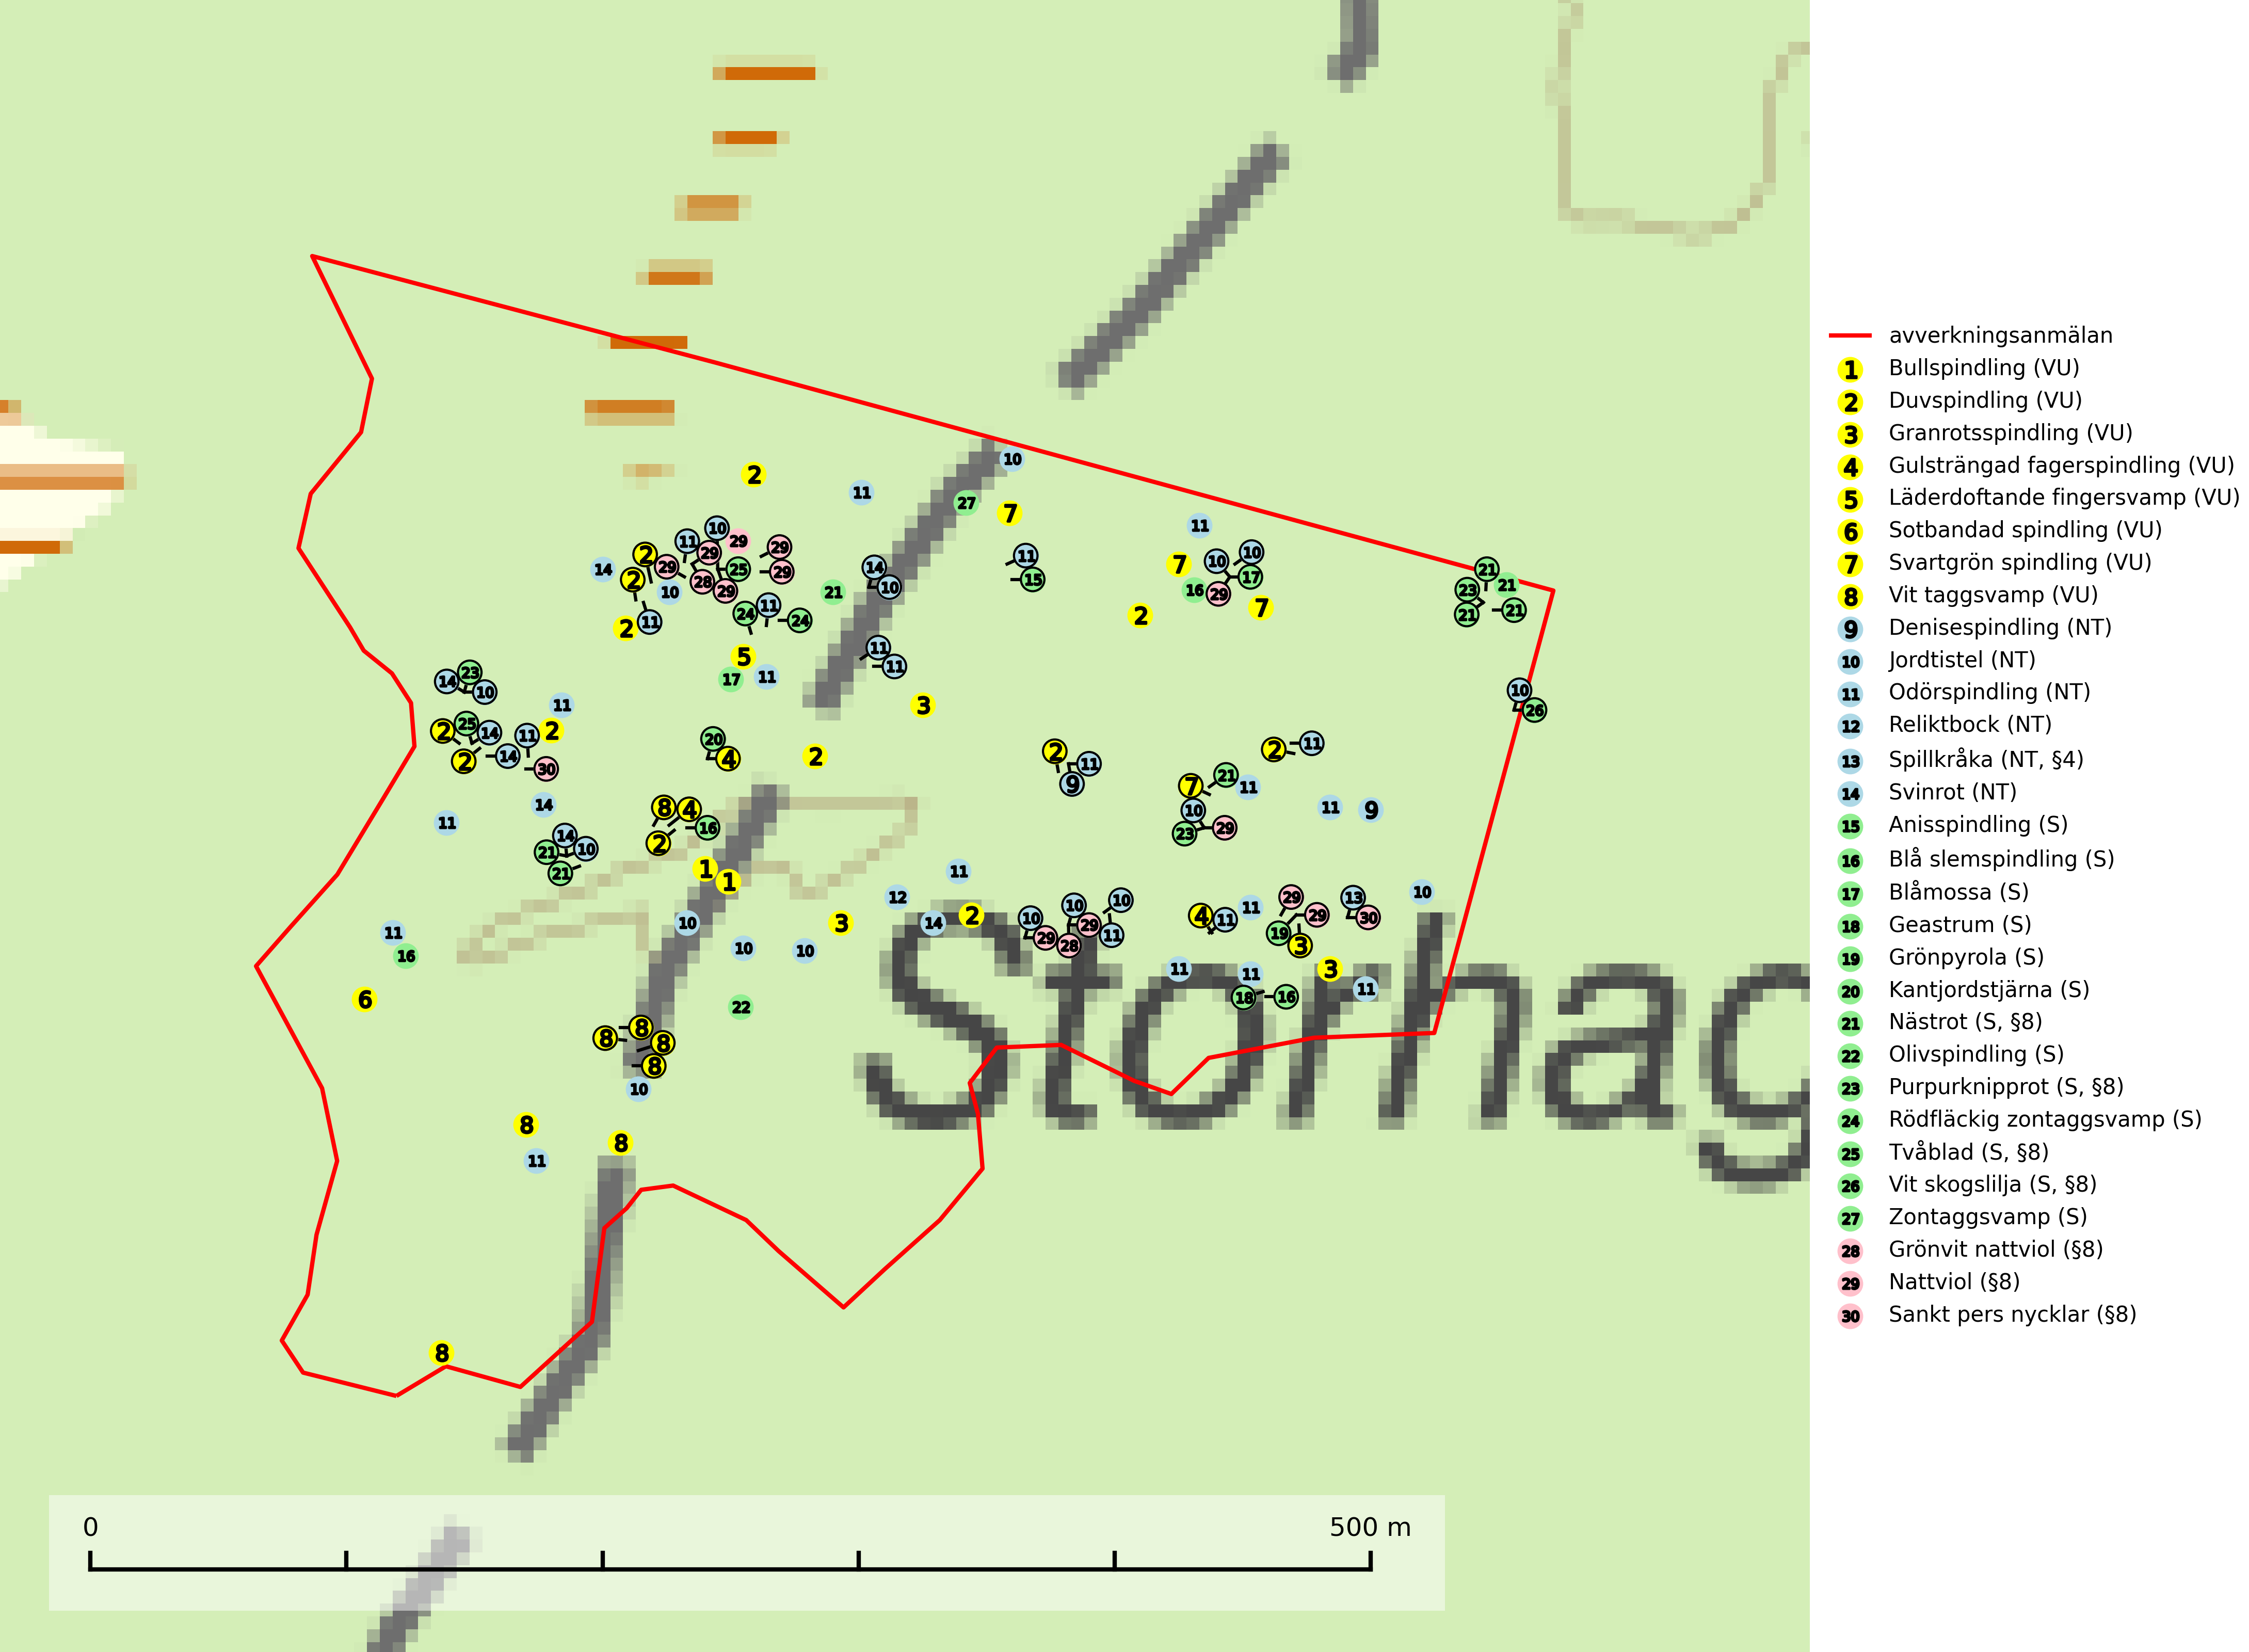 avverkningsanmälan
1 Bullspindling (VU)
2 Duvspindling (VU)
3 Granrotsspindling (VU)
4 Gulsträngad fagerspindling (VU)
5 Läderdoftande fingersvamp (VU)
6 Sotbandad spindling (VU)
7 Svartgrön spindling (VU)
8 Vit taggsvamp (VU)
9 Denisespindling (NT)
10 Jordtistel (NT)
11 Odörspindling (NT)
12 Reliktbock (NT)
13 Spillkråka (NT, §4)
14 Svinrot (NT)
15 Anisspindling (S)
16 Blå slemspindling (S)
17 Blåmossa (S)
18 Geastrum (S)
19 Grönpyrola (S)
20 Kantjordstjärna (S)
21 Nästrot (S, §8)
22 Olivspindling (S)
23 Purpurknipprot (S, §8)
24 Rödfläckig zontaggsvamp (S)
25 Tvåblad (S, §8)
26 Vit skogslilja (S, §8)
27 Zontaggsvamp (S)
28 Grönvit nattviol (§8)
29 Nattviol (§8)
30 Sankt pers nycklar (§8)
Storhag
0 500 m